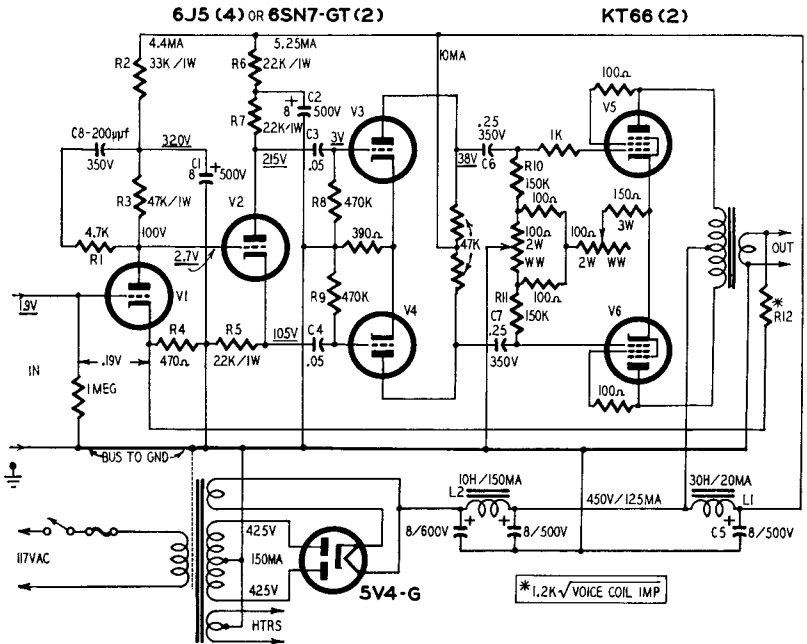 6J5 (4) OR 6SN7-GT (2)
KT66 (2)
4.4MA
R2
33K/1W
5.25MA
R6
22K/1W
10MA
100Ω
V5
C8-200µµf
350V
320V
C1
8
+
500V
R7
22K/1W
+
8
C2
500V
V3
C3
.05
3V
215V
.25
350V
C6
38V
1K
R3
47K/1W
V2
R8
470K
R10
150K
100Ω
150Ω
3W
4.7K
R1
100V
2.7V
390Ω
47K
100Ω
2W
WW
100Ω
2W
WW
OUT
V1
1.9V
R9
470K
V4
R11
150K
100Ω
C7
.25
350V
V6
*
R12
R4
470Ω
R5
22K/1W
105V
C4
.05
.19V
IN
1 MEG
100Ω
BUS TO GND
10H/150MA
L2
450V/125MA
30H/20MA
L1
8/600V
+
8/500V
C5
+
8/500V
117VAC
425V
150MA
425V
5V4-G
HTRS
*1.2K√VOICE COIL IMP